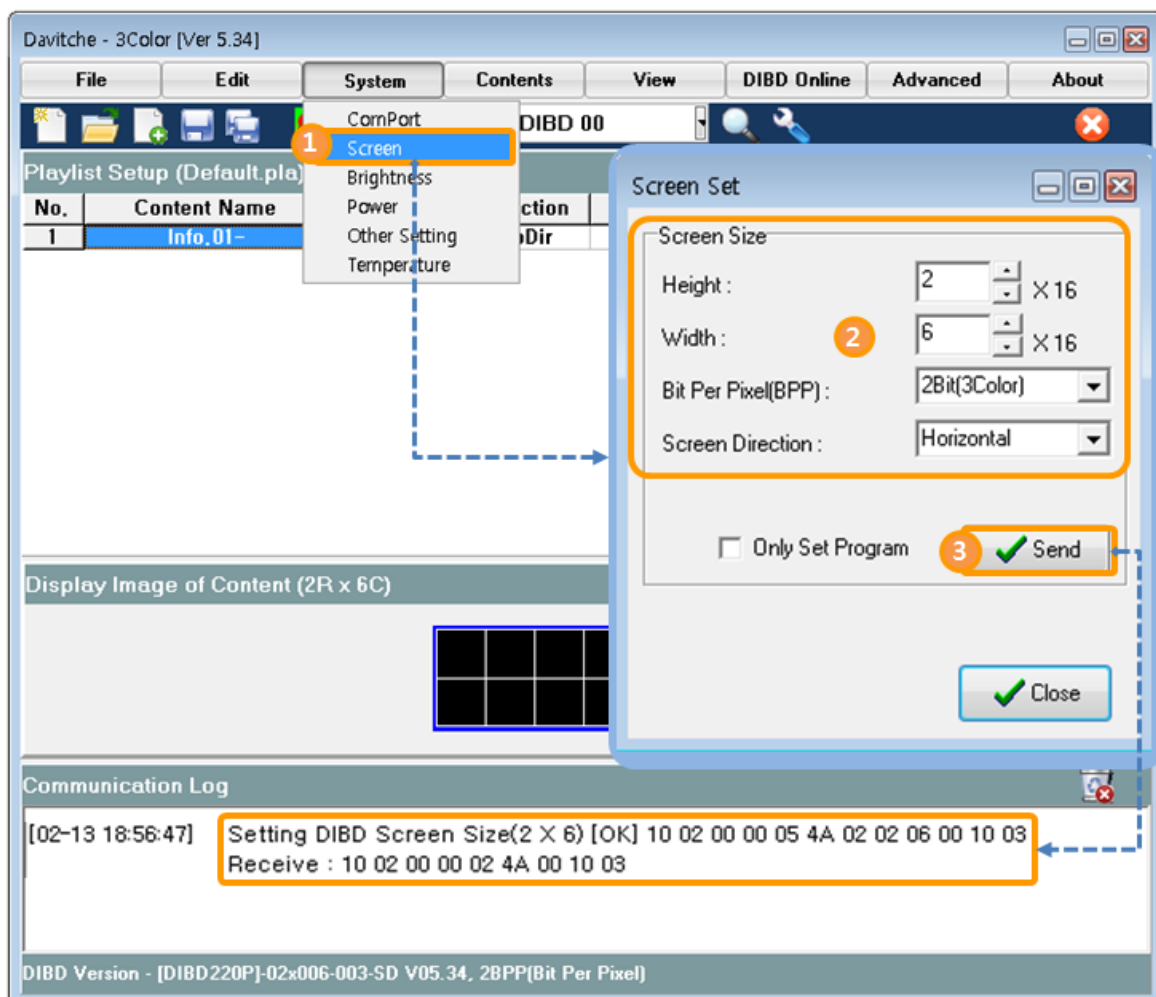 Davitche - 3Color [Ver 5.34]
File Edit System Contents View DIBD Online Advanced About
ComPort
DIBD 00
1
Screen
Brightness
Power
Other Setting
Temperature
Playlist Setup (Default.pla)
No. Content Name ction
1 Info.01- Dir
Screen Set
Screen Size
Height : 2 X 16
Width : 2 6 X 16
Bit Per Pixel(BPP) : 2Bit(3Color)
Screen Direction : Horizontal
Only Set Program 3 Send
Close
Display Image of Content (2R x 6C)
Communication Log
[02-13 18:56:47] Setting DIBD Screen Size(2 X 6) [OK] 10 02 00 00 05 4A 02 02 06 00 10 03
Receive : 10 02 00 00 02 4A 00 10 03
DIBD Version - [DIBD220P]-02x006-003-SD V05.34, 2BPP(Bit Per Pixel)